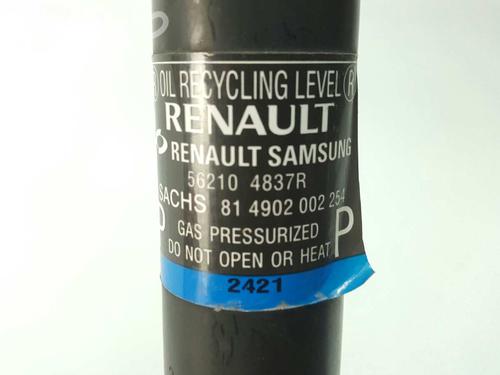 R OIL RECYCLING LEVEL R
RENAULT
RENAULT SAMSUNG
56210 4837R
SACHS 81 4902 002 254
P GAS PRESSURIZED P
DO NOT OPEN OR HEAT
2421